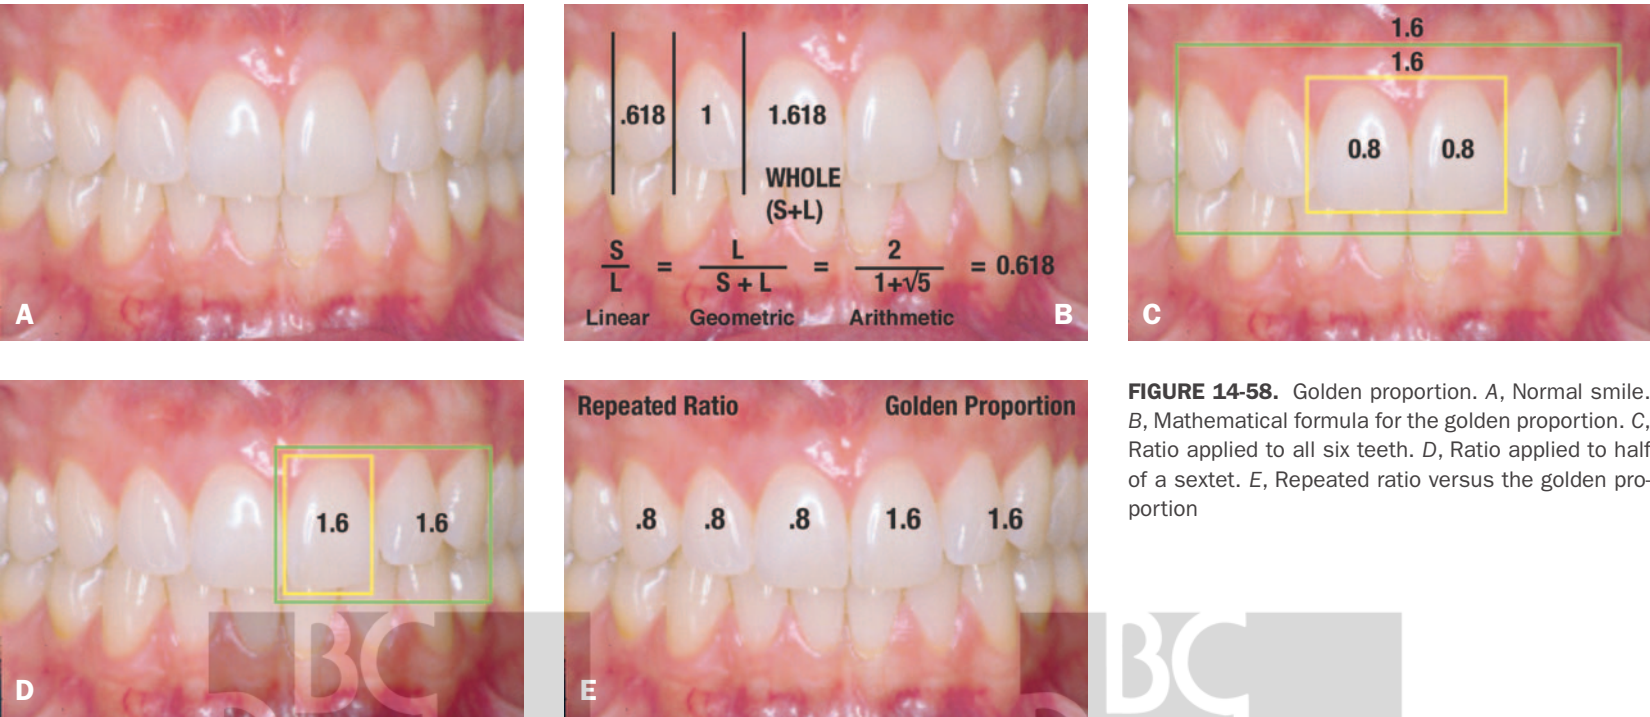 A
.618 1 1.618
WHOLE
(S+L)
S/L = L/S + L = 2/1+√5 = 0.618
Linear Geometric Arithmetic
B
1.6
1.6
0.8 0.8
C
1.6 1.6
D
Repeated Ratio Golden Proportion
.8 .8 .8 1.6 1.6
E
FIGURE 14-58. Golden proportion. A, Normal smile.
B, Mathematical formula for the golden proportion. C,
Ratio applied to all six teeth. D, Ratio applied to half
of a sextet. E, Repeated ratio versus the golden pro-
portion
BC
BC